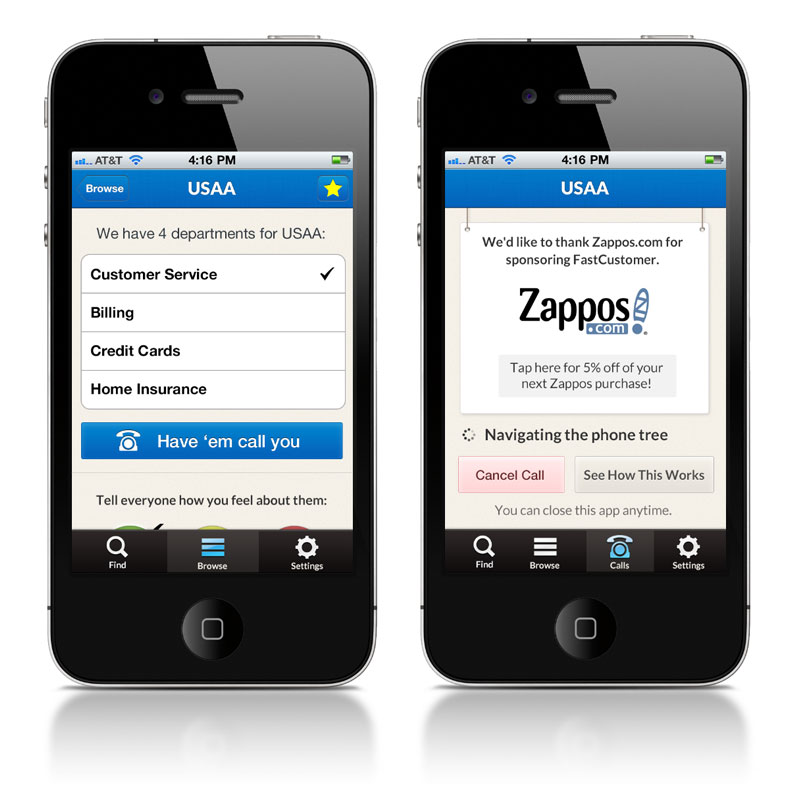 AT&T 4:16 PM
Browse USAA
We have 4 departments for USAA:
Customer Service
Billing
Credit Cards
Home Insurance
Have ‘em call you
Tell everyone how you feel about them:
Find Browse Settings
AT&T 4:16 PM
USAA
We'd like to thank Zappos.com for
sponsoring FastCustomer.
Zappos
.com
Tap here for 5% off of your
next Zappos purchase!
Navigating the phone tree
Cancel Call See How This Works
You can close this app anytime.
Find Browse Calls Settings